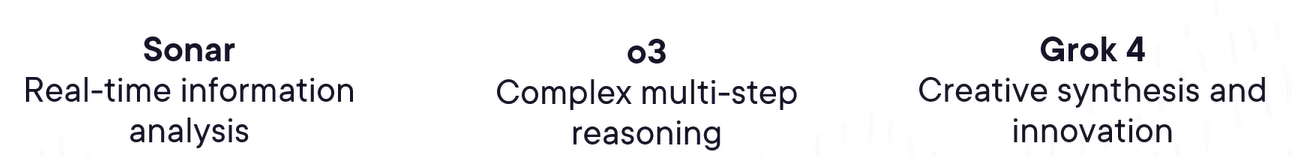 Sonar
Real-time information
analysis
o3
Complex multi-step
reasoning
Grok 4
Creative synthesis and
innovation